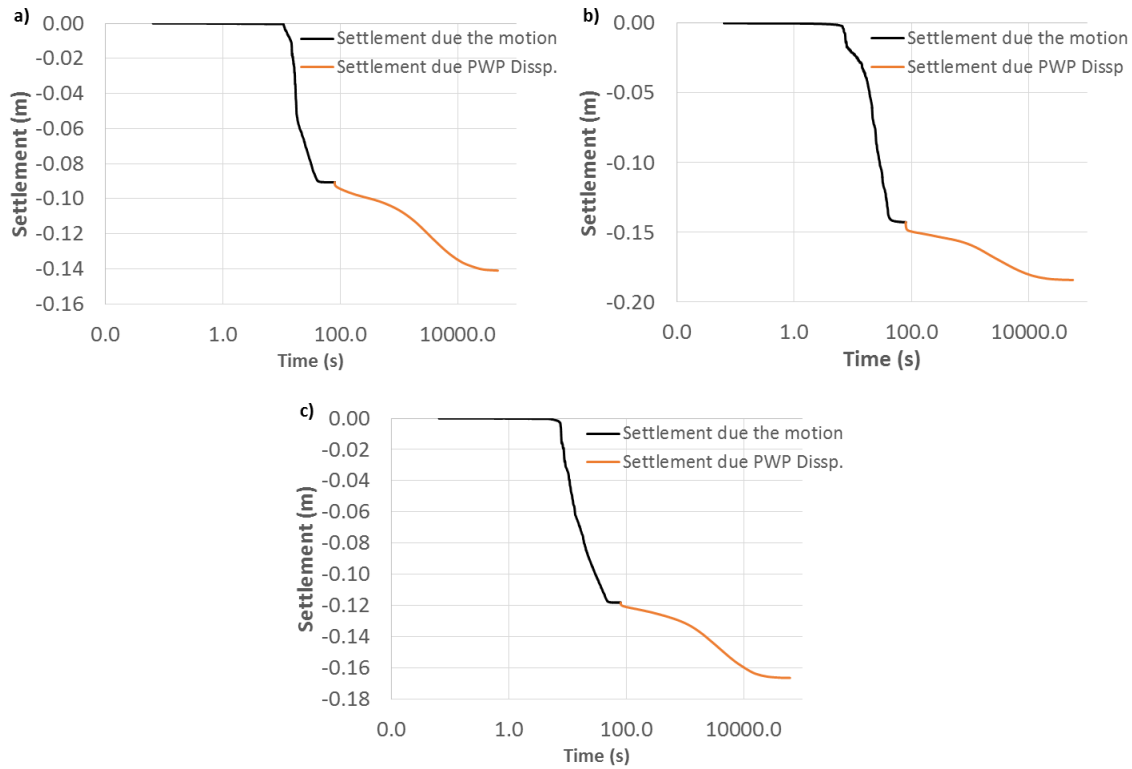 a)
0.00
-0.02
-0.04
-0.06
-0.08
-0.10
-0.12
-0.14
-0.16
Settlement (m)
Settlement due the motion
Settlement due PWP Dissp.
0.0 1.0 100.0 10000.0
Time (s)
b)
0.00
-0.05
-0.10
-0.15
-0.20
Settlement (m)
Settlement due the motion
Settlement due PWP Dissp
0.0 1.0 100.0 10000.0
Time (s)
c)
0.00
-0.02
-0.04
-0.06
-0.08
-0.10
-0.12
-0.14
-0.16
-0.18
Settlement (m)
Settlement due the motion
Settlement due PWP Dissp.
0.0 1.0 100.0 10000.0
Time (s)